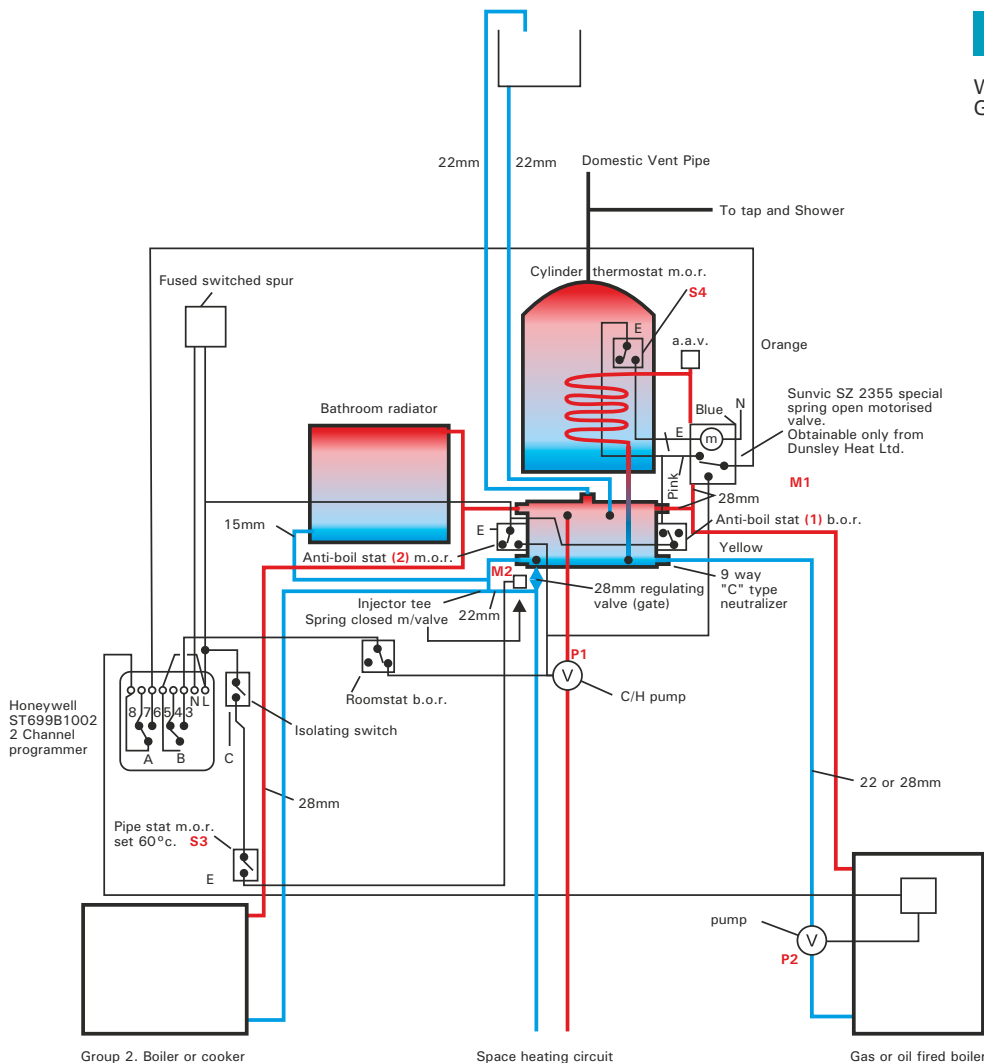 W
G
22mm
22mm
Domestic Vent Pipe
To tap and Shower
Fused switched spur
Cylinder thermostat m.o.r.
S4
E
a.a.v.
Orange
Bathroom radiator
Blue
N
E
m
Sunvic SZ 2355 special
spring open motorised
valve.
Obtainable only from
Dunsley Heat Ltd.
M1
Pink
28mm
15mm
E
Anti-boil stat (2) m.o.r.
Anti-boil stat (1) b.o.r.
Yellow
M2
Injector tee
Spring closed m/valve
22mm
28mm regulating
valve (gate)
9 way
"C" type
neutralizer
P1
V
C/H pump
Roomstat b.o.r.
Honeywell
ST699B1002
2 Channel
programmer
8 7 6 5 4 3 N L
A B C
Isolating switch
28mm
22 or 28mm
Pipe stat m.o.r.
set 60°c. S3
E
pump
V
P2
Group 2. Boiler or cooker
Space heating circuit
Gas or oil fired boiler